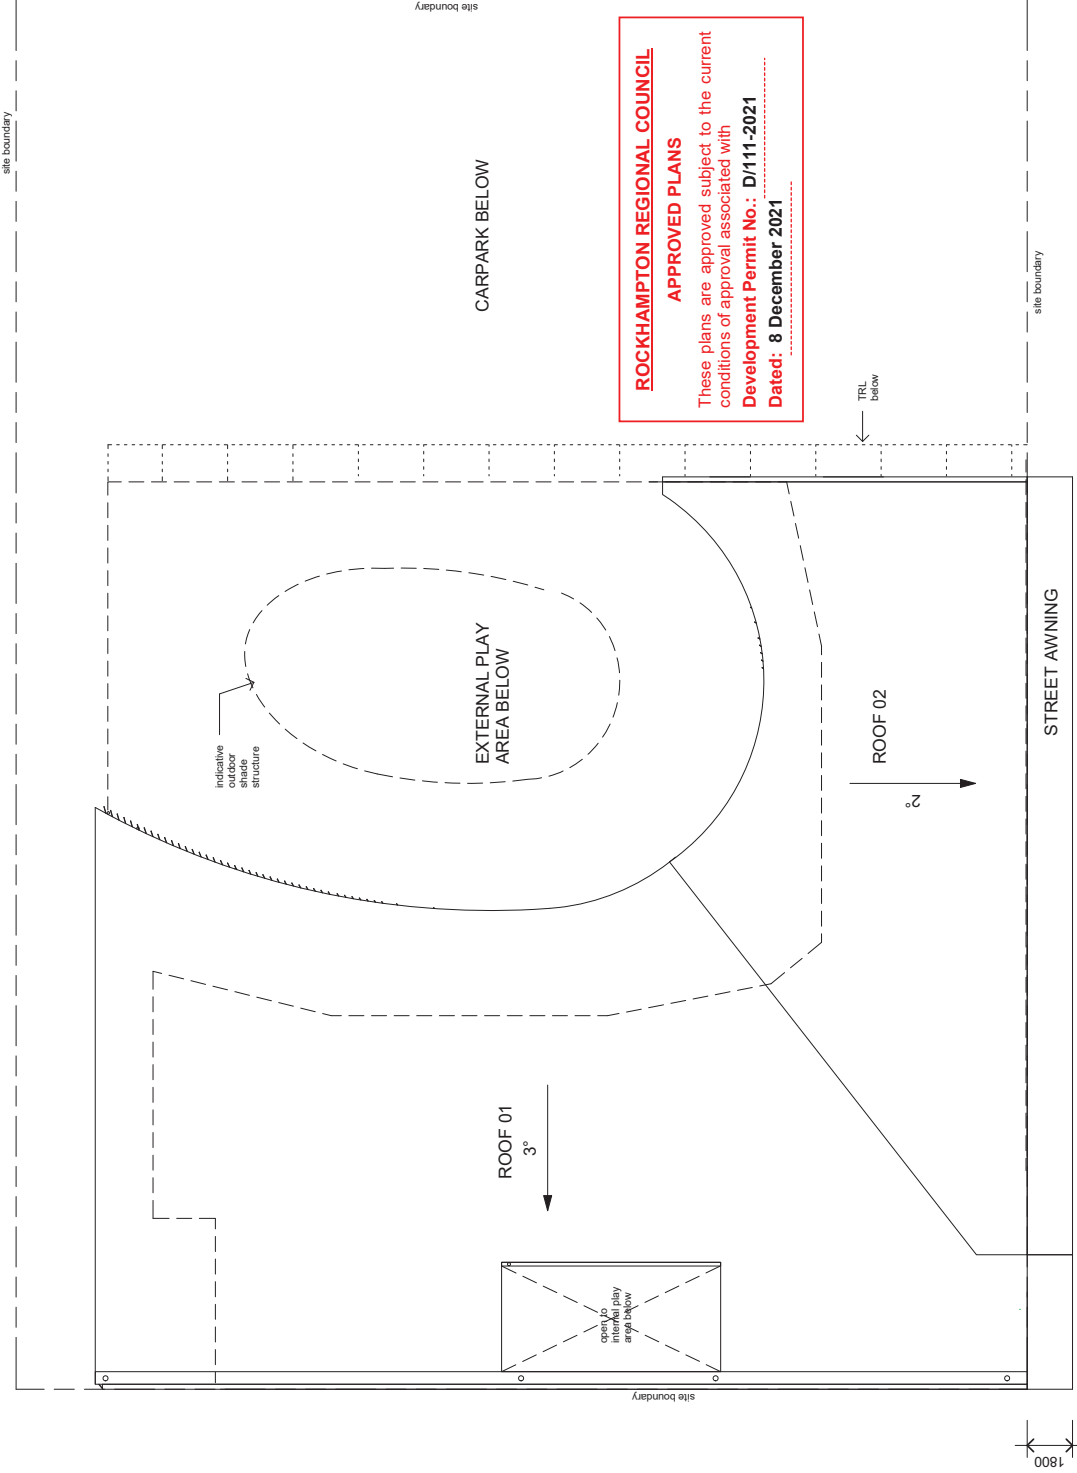 site boundary
site boundary
CARPARK BELOW
ROCKHAMPTON REGIONAL COUNCIL
APPROVED PLANS
These plans are approved subject to the current
conditions of approval associated with
Development Permit No.: D/111-2021
Dated: 8 December 2021
site boundary
TRL
below
indicative
outdoor
shade
structure
EXTERNAL PLAY
AREA BELOW
ROOF 02
2°
STREET AWNING
ROOF 01
3°
open to
internal play
area below
site boundary
1800